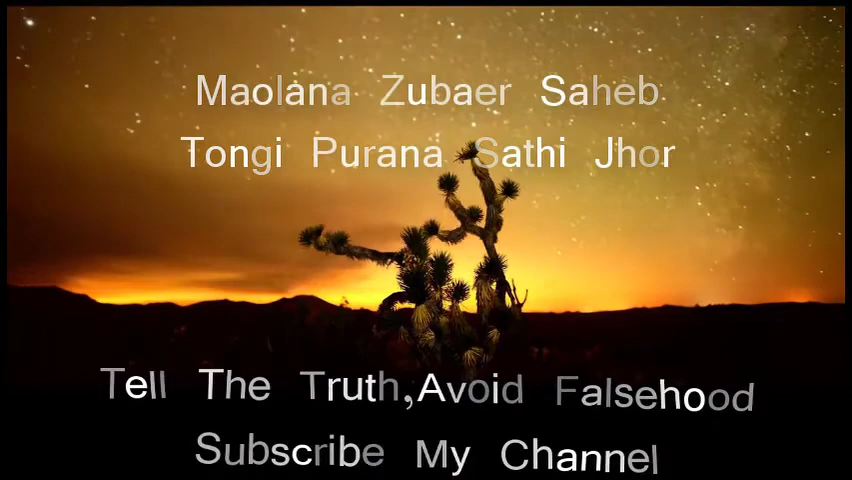 Maolana Zubaer Saheb
Tongi Purana Sathi Jhor
Tell The Truth,Avoid Falsehood
Subscribe My Channel